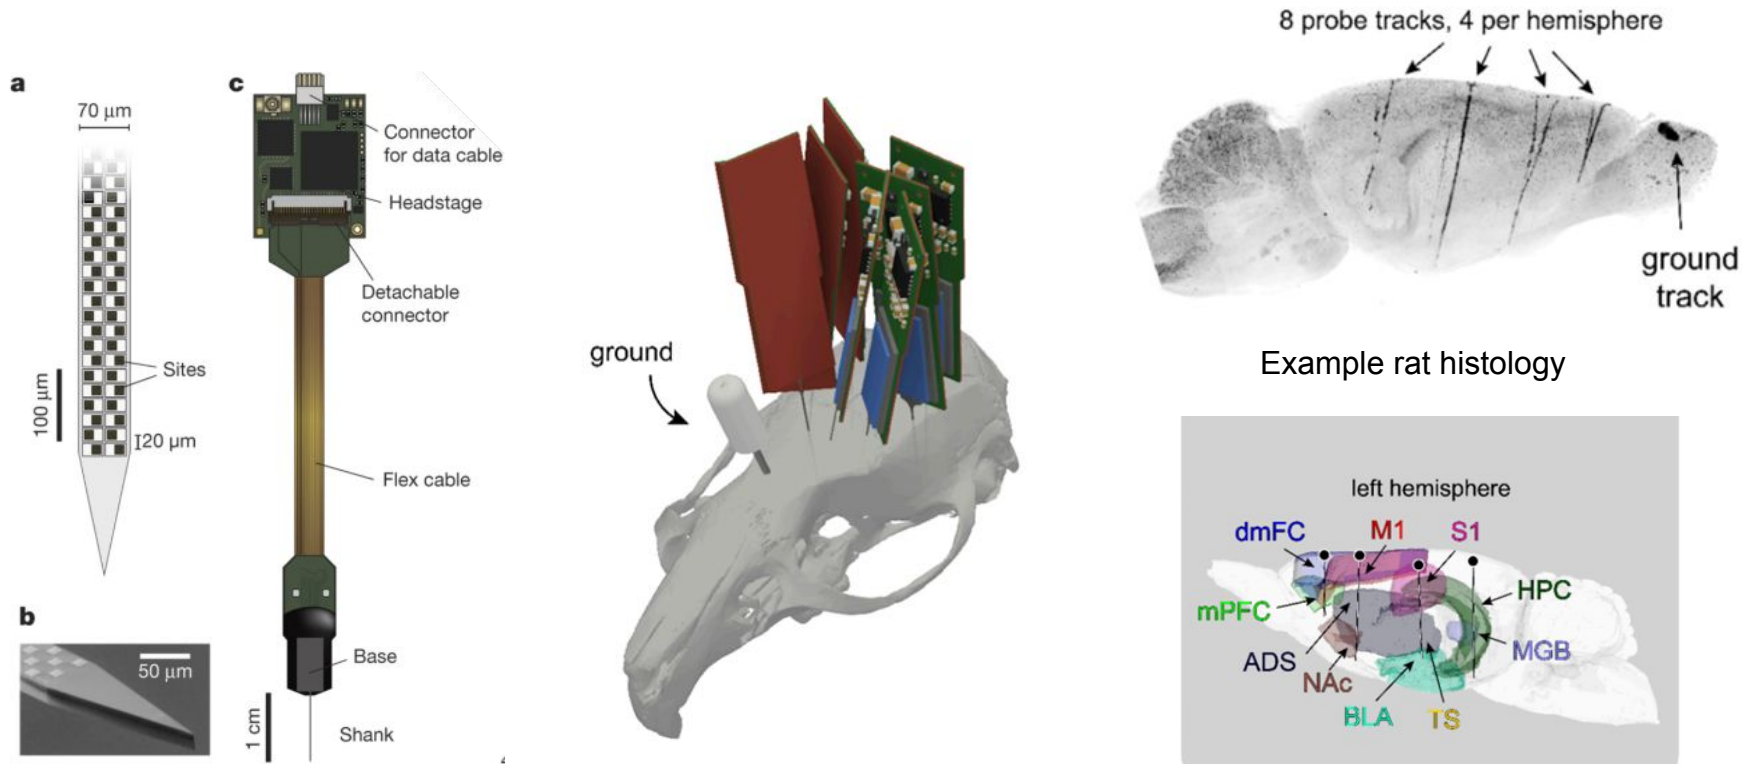 a
70 µm
Sites
100 µm
20 µm
b
50 µm
c
Connector
for data cable
Headstage
Detachable
connector
Flex cable
Base
1 cm
Shank
ground
8 probe tracks, 4 per hemisphere
ground
track
Example rat histology
left hemisphere
dmFC
M1
S1
mPFC
HPC
ADS
MGB
NAc
BLA
TS